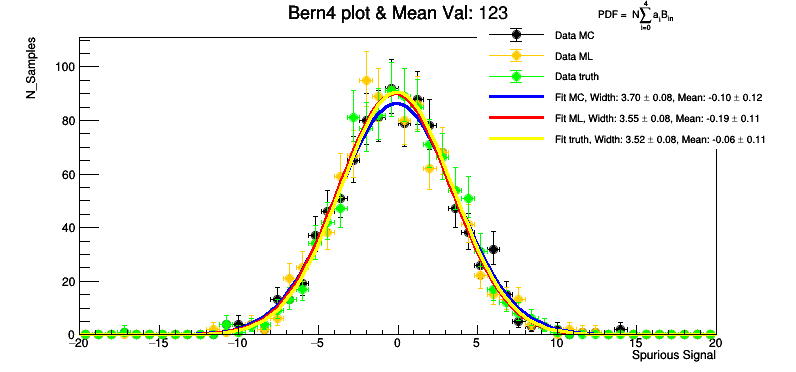 Bern4 plot & Mean Val: 123
PDF = N∑ a_i B_in
4
i=0
Data MC
Data ML
Data truth
Fit MC, Width: 3.70 ± 0.08, Mean: -0.10 ± 0.12
Fit ML, Width: 3.55 ± 0.08, Mean: -0.19 ± 0.11
Fit truth, Width: 3.52 ± 0.08, Mean: -0.06 ± 0.11
N_Samples
100
80
60
40
20
0
−20 −15 −10 −5 0 5 10 15 20
Spurious Signal